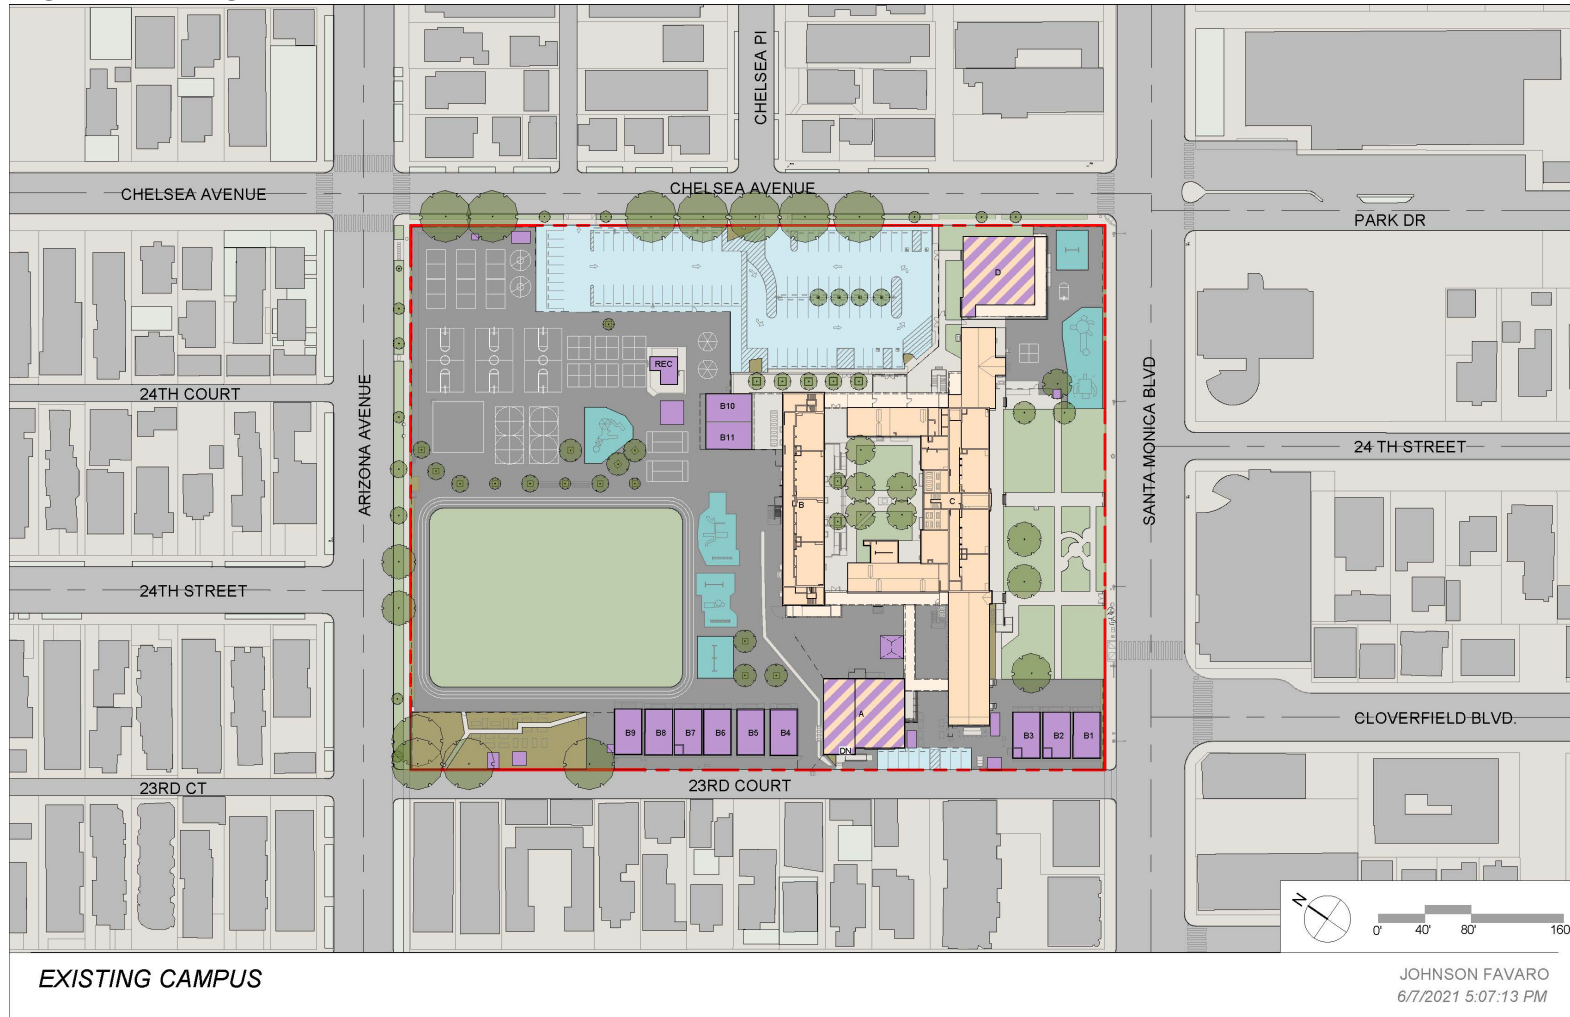 CHELSEA PI
CHELSEA AVENUE
CHELSEA AVENUE
PARK DR
D
REC
24TH COURT
B10
B11
ARIZONA AVENUE
SANTA MONICA BLVD
24 TH STREET
B
C
24TH STREET
A
DN
B9
B8
B7
B6
B5
B4
B3
B2
B1
CLOVERFIELD BLVD.
23RD CT
23RD COURT
N
0'
40'
80'
160
EXISTING CAMPUS
JOHNSON FAVARO
6/7/2021 5:07:13 PM